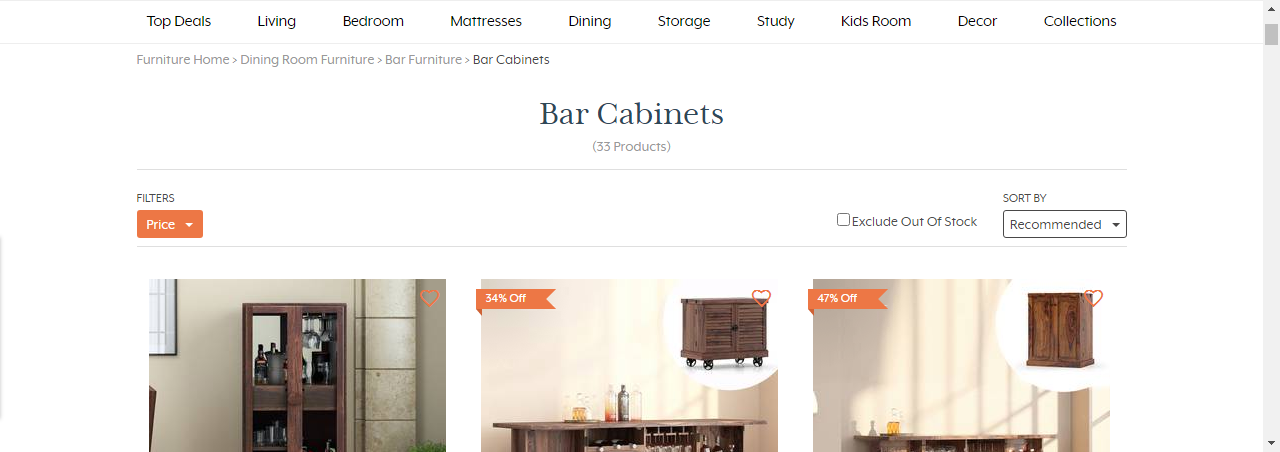 Top Deals Living Bedroom Mattresses Dining Storage Study Kids Room Decor Collections
Furniture Home > Dining Room Furniture > Bar Furniture > Bar Cabinets
Bar Cabinets
(33 Products)
FILTERS
SORT BY
Price
Exclude Out Of Stock
Recommended
34% Off
47% Off